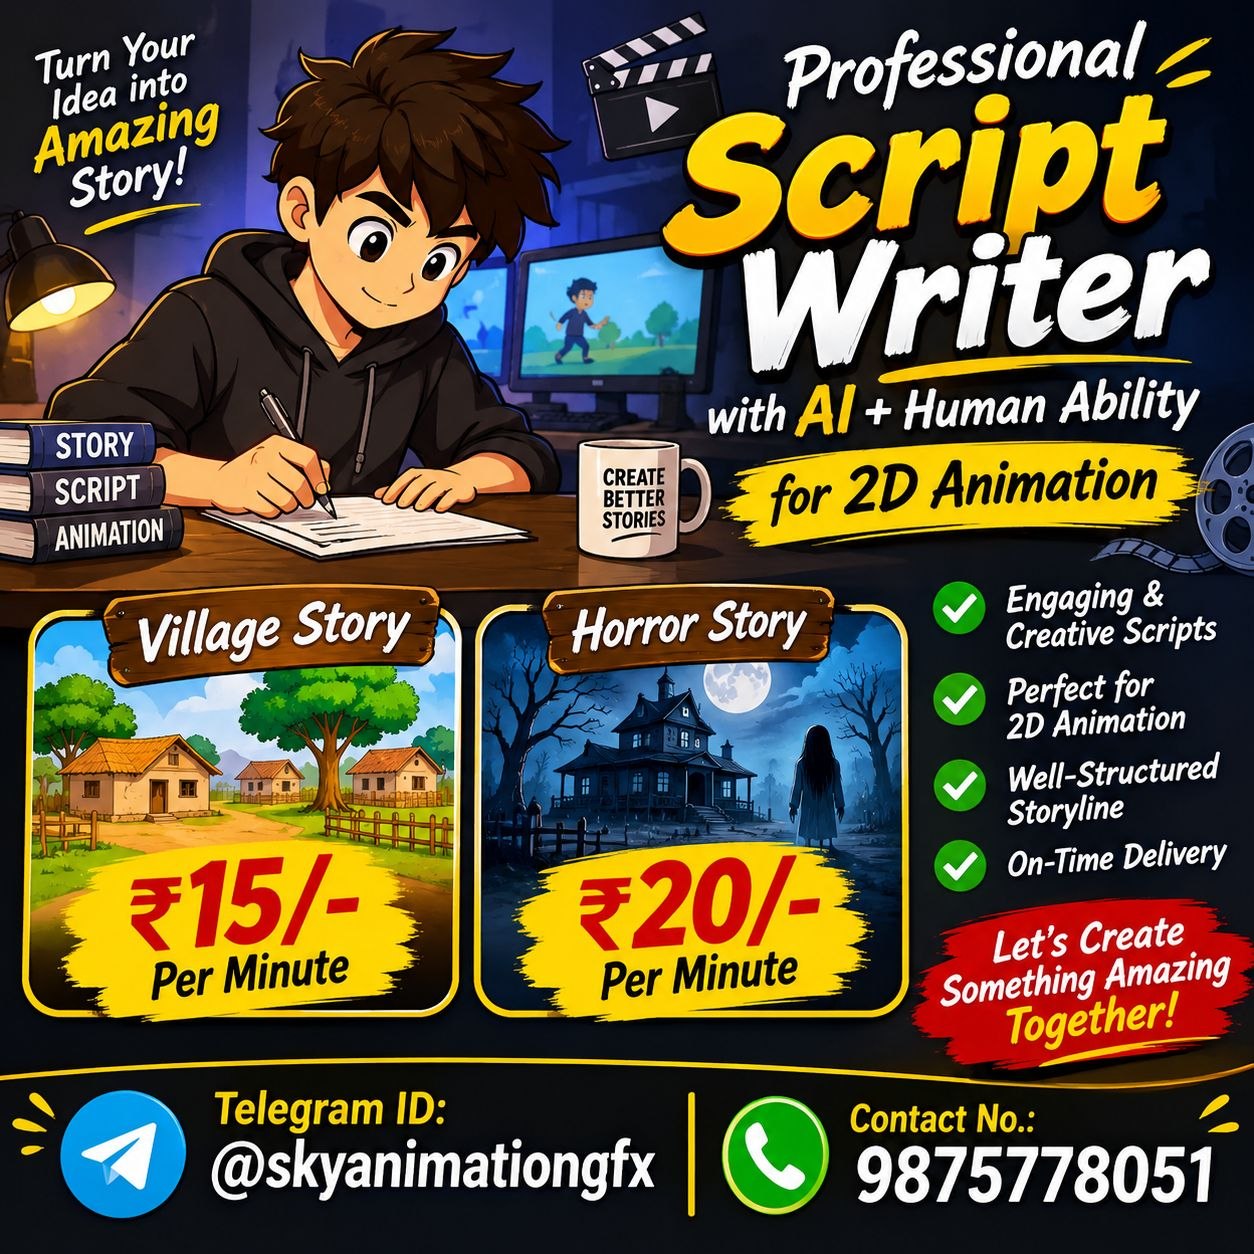 Turn Your
Idea into
Amazing
Story!
Professional
Script
Writer
with AI + Human Ability
for 2D Animation
STORY
SCRIPT
ANIMATION
CREATE
BETTER
STORIES
Village Story
₹15/-
Per Minute
Horror Story
₹20/-
Per Minute
Engaging &
Creative Scripts
Perfect for
2D Animation
Well-Structured
Storyline
On-Time Delivery
Let's Create
Something Amazing
Together!
Telegram ID:
@skyanimationgfx
Contact No.:
9875778051